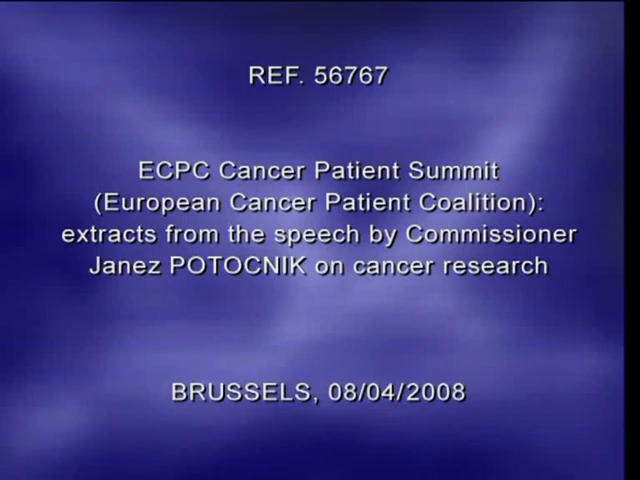 REF. 56767
ECPC Cancer Patient Summit
(European Cancer Patient Coalition):
extracts from the speech by Commissioner
Janez POTOCNIK on cancer research
BRUSSELS, 08/04/2008